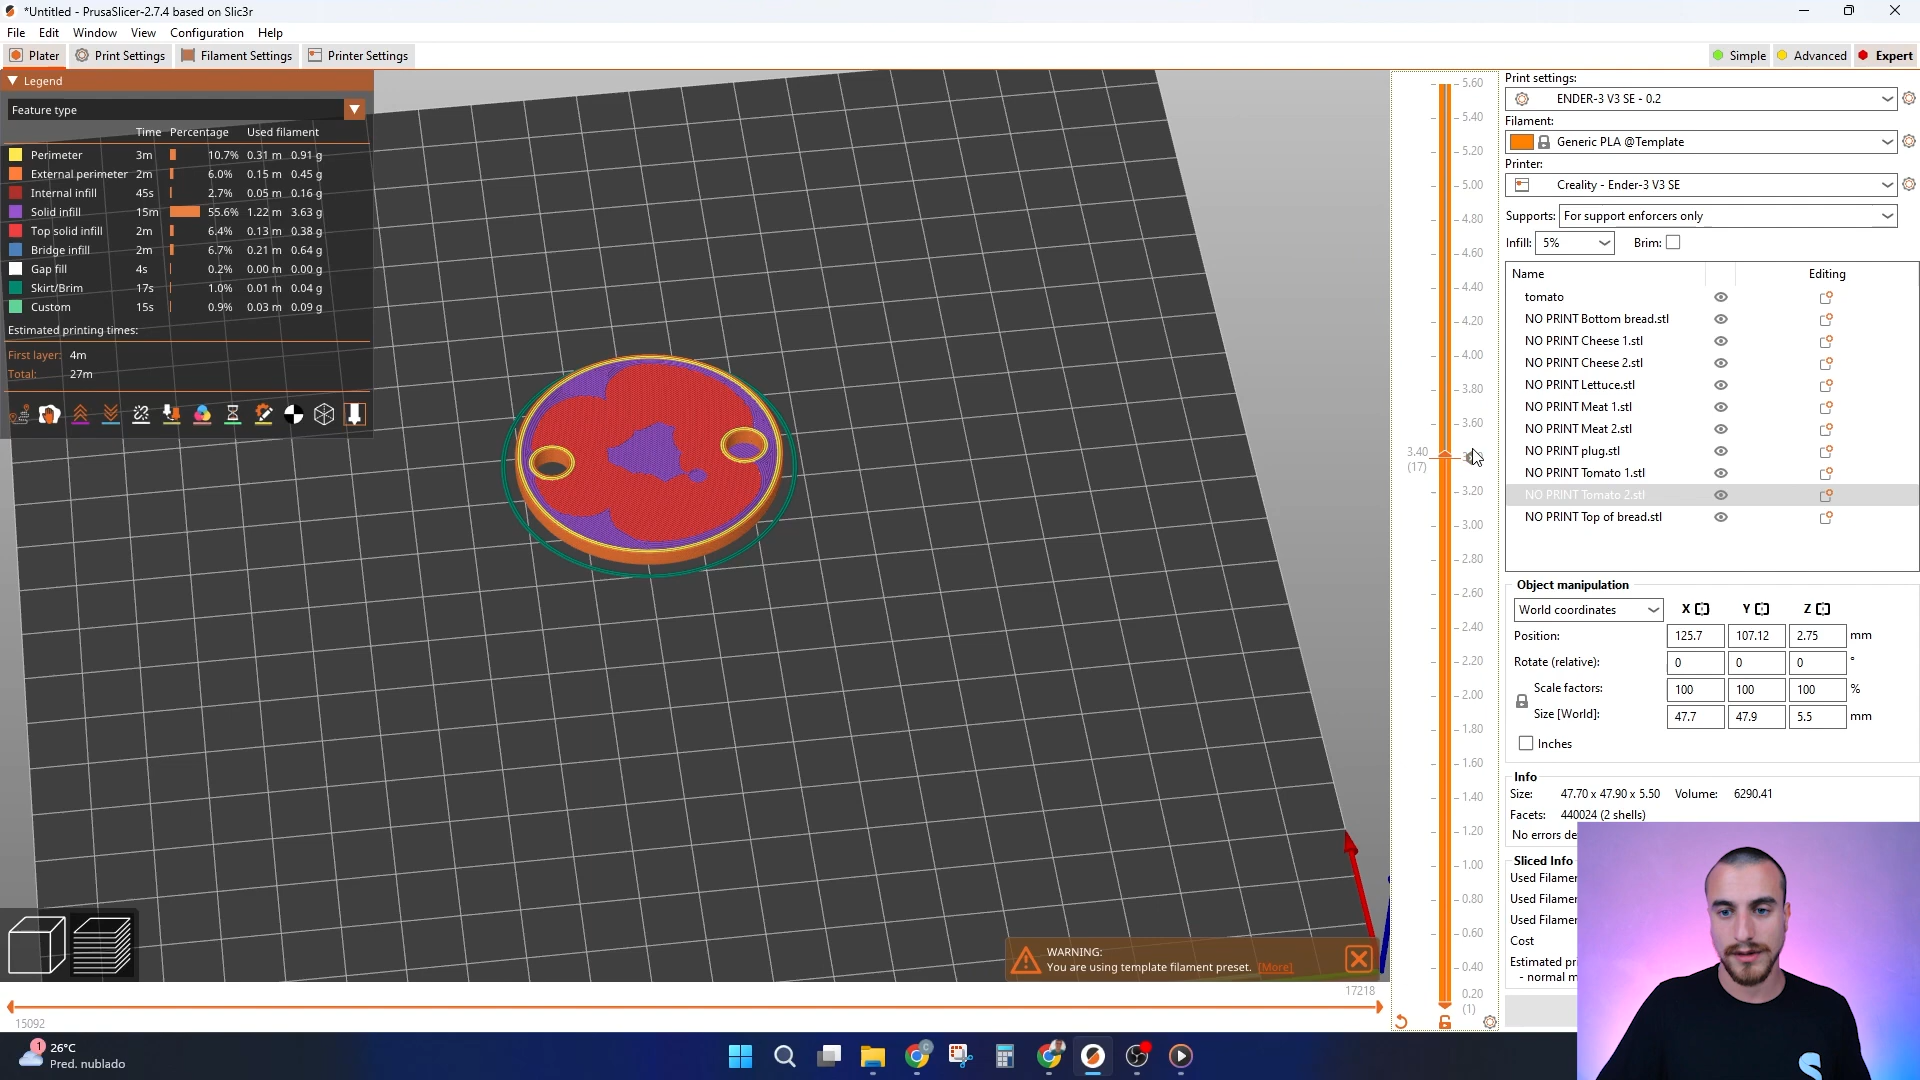 *Untitled - PrusaSlicer-2.7.4 based on Slic3r
File Edit Window View Configuration Help
Plater Print Settings Filament Settings Printer Settings Simple Advanced Expert
Legend
Feature type
Time Percentage Used filament
Perimeter 3m 10.7% 0.31 m 0.91 g
External perimeter 2m 6.0% 0.15 m 0.45 g
Internal infill 45s 2.7% 0.05 m 0.16 g
Solid infill 15m 55.6% 1.22 m 3.63 g
Top solid infill 2m 6.4% 0.13 m 0.38 g
Bridge infill 2m 6.7% 0.21 m 0.64 g
Gap fill 4s 0.2% 0.00 m 0.00 g
Skirt/Brim 17s 1.0% 0.01 m 0.04 g
Custom 15s 0.9% 0.03 m 0.09 g
Estimated printing times:
First layer: 4m
Total: 27m
5.60
5.40
5.20
5.00
4.80
4.60
4.40
4.20
4.00
3.80
3.60
3.40
(17)
3.20
3.00
2.80
2.60
2.40
2.20
2.00
1.80
1.60
1.40
1.20
1.00
0.80
0.60
0.40
0.20
(1)
Print settings:
ENDER-3 V3 SE - 0.2
Filament:
Generic PLA @Template
Printer:
Creality - Ender-3 V3 SE
Supports: For support enforcers only
Infill: 5% Brim:
Name Editing
tomato
NO PRINT Bottom bread.stl
NO PRINT Cheese 1.stl
NO PRINT Cheese 2.stl
NO PRINT Lettuce.stl
NO PRINT Meat 1.stl
NO PRINT Meat 2.stl
NO PRINT plug.stl
NO PRINT Tomato 1.stl
NO PRINT Tomato 2.stl
NO PRINT Top of bread.stl
Object manipulation
World coordinates X Y Z
Position: 125.7 107.12 2.75 mm
Rotate (relative): 0 0 0 °
Scale factors: 100 100 100 %
Size [World]: 47.7 47.9 5.5 mm
Inches
Info
Size: 47.70 x 47.90 x 5.50 Volume: 6290.41
Facets: 440024 (2 shells)
No errors de
Sliced Info
Used Filamen
Used Filamen
Used Filamen
Cost
Estimated pri
- normal m
WARNING:
You are using template filament preset. [More]
17218
15092
1
26°C
Pred. nublado